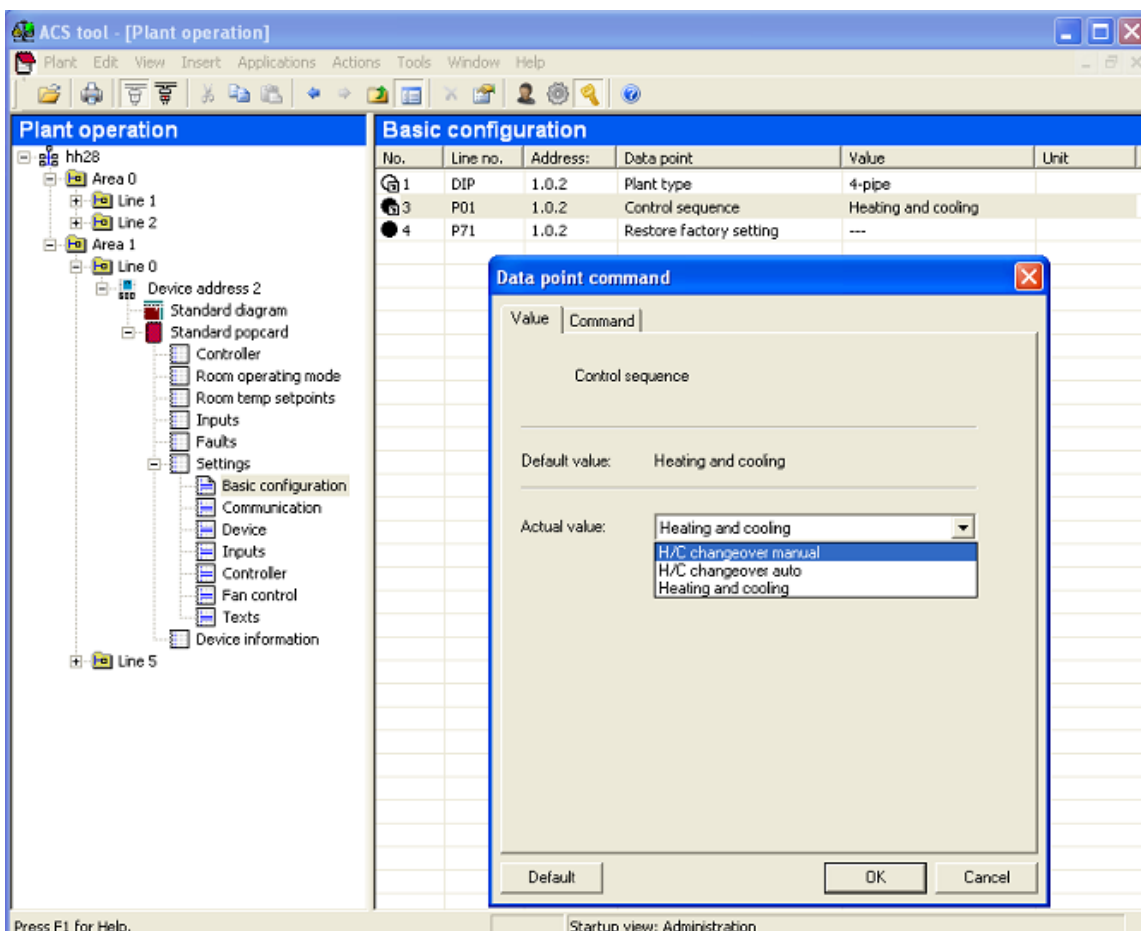 ACS tool - [Plant operation]
Plant Edit View Insert Applications Actions Tools Window Help
Plant operation
hh28
Area 0
Line 1
Line 2
Area 1
Line 0
Device address 2
Standard diagram
Standard popcard
Controller
Room operating mode
Room temp setpoints
Inputs
Faults
Settings
Basic configuration
Communication
Device
Inputs
Controller
Fan control
Texts
Device information
Line 5
Basic configuration
No. Line no. Address: Data point Value Unit
1 DIP 1.0.2 Plant type 4-pipe
3 P01 1.0.2 Control sequence Heating and cooling
4 P71 1.0.2 Restore factory setting ---
Data point command
Value Command
Control sequence
Default value: Heating and cooling
Actual value: Heating and cooling
H/C changeover manual
H/C changeover auto
Heating and cooling
Default OK Cancel
Press F1 for Help. Startup view: Administration